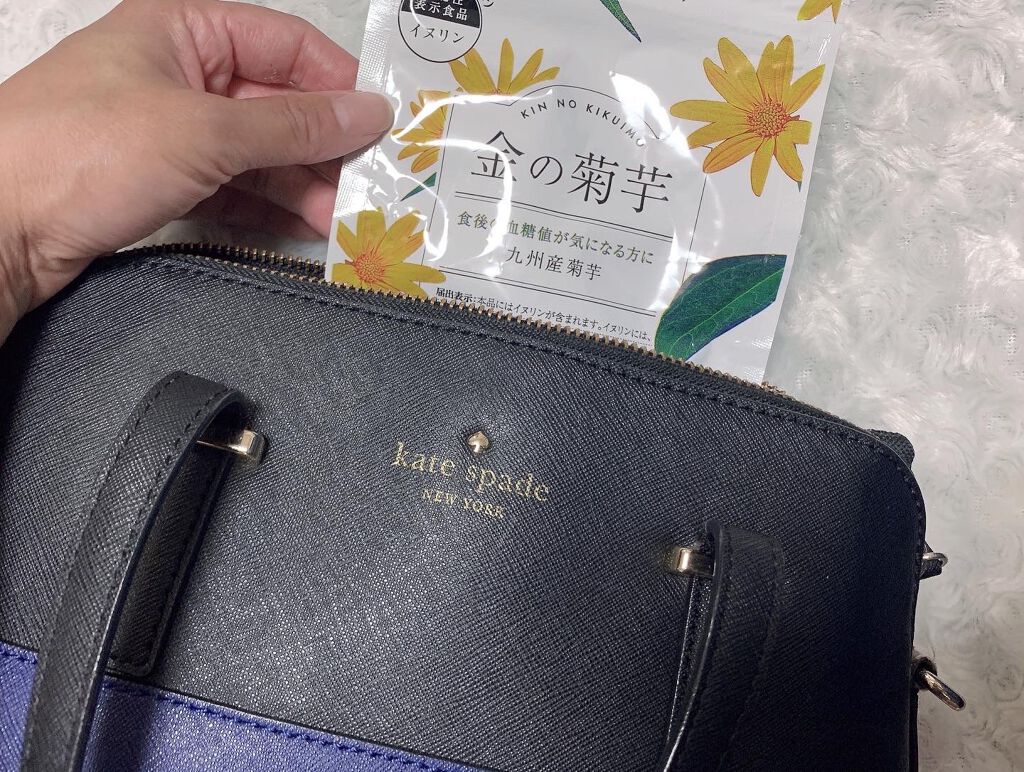 表示食品
イヌリン
KIN NO KIKUIMO
金の菊芋
食後の血糖値が気になる方に
九州産菊芋
届出表示:本品にはイヌリンが含まれます。イヌリンには、
kate spade
NEW YORK